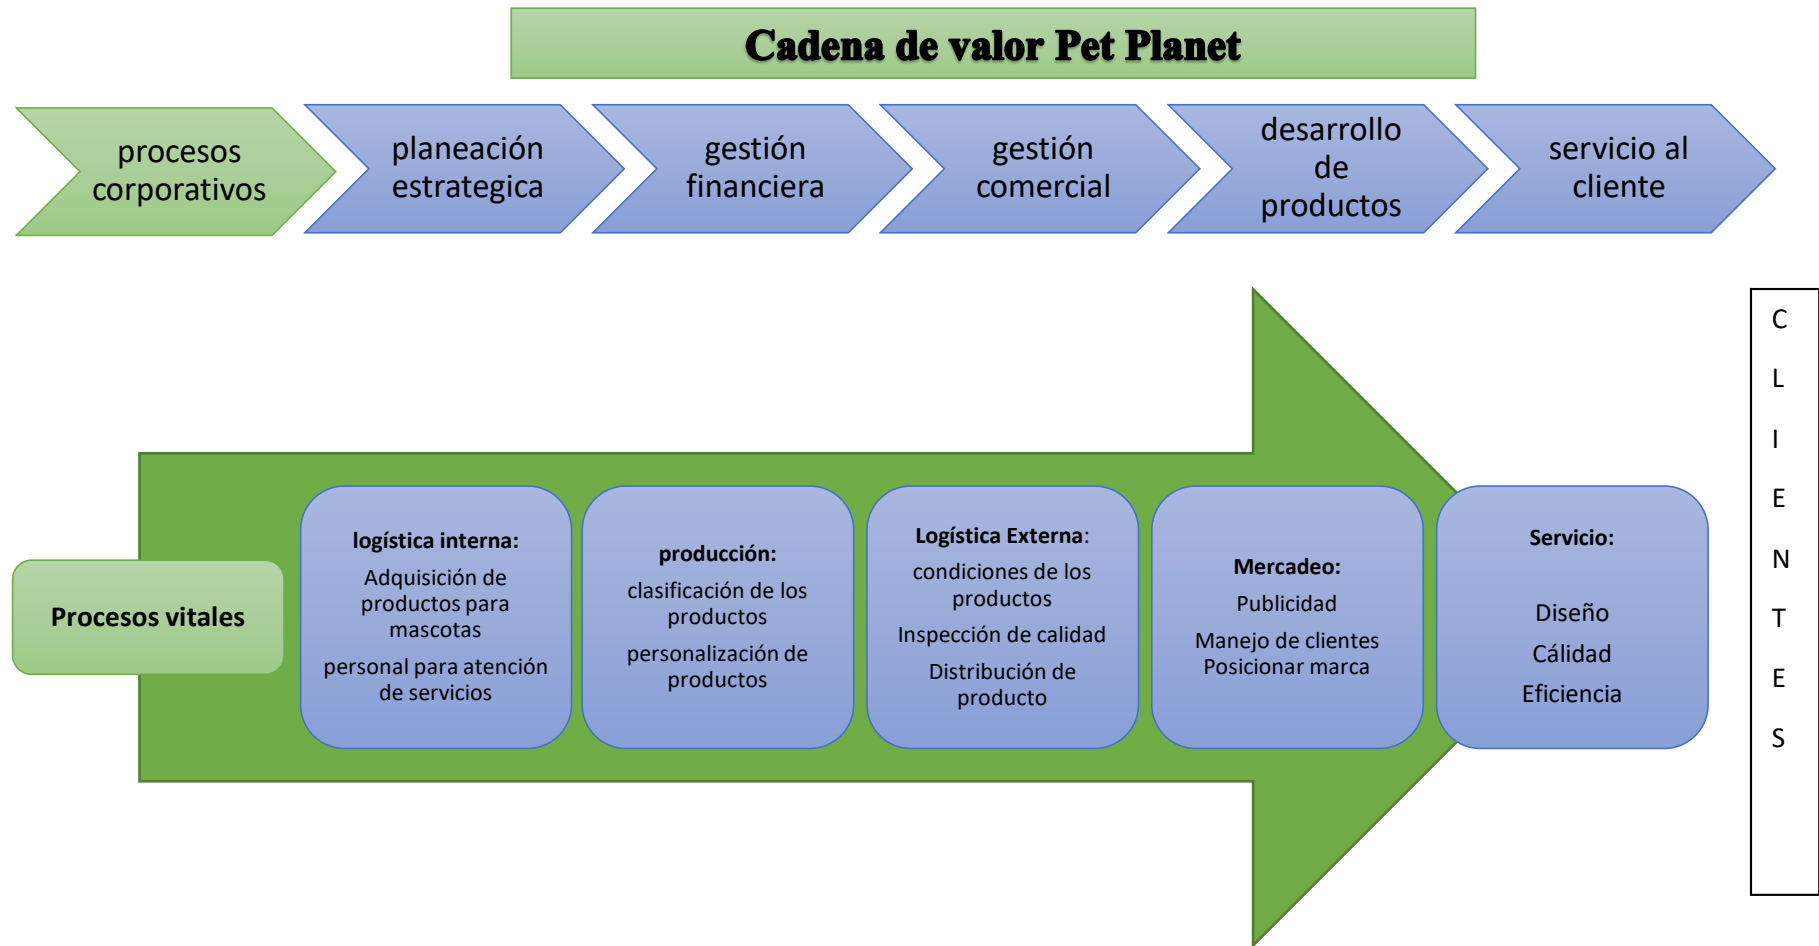 Cadena de valor Pet Planet
procesos
corporativos
planeación
estrategica
gestión
financiera
gestión
comercial
desarrollo
de
productos
servicio al
cliente
Procesos vitales
logística interna:
Adquisición de
productos para
mascotas
personal para atención
de servicios
producción:
clasificación de los
productos
personalización de
productos
Logística Externa:
condiciones de los
productos
Inspección de calidad
Distribución de
producto
Mercadeo:
Publicidad
Manejo de clientes
Posicionar marca
Servicio:
Diseño
Cálidad
Eficiencia
C
L
I
E
N
T
E
S